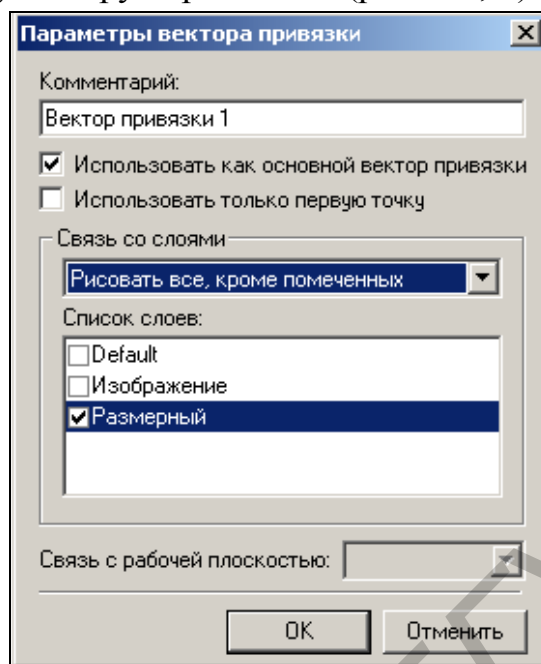 Параметры вектора привязки
Комментарий:
Вектор привязки 1
Использовать как основной вектор привязки
Использовать только первую точку
Связь со слоями
Рисовать все, кроме помеченных
Список слоев:
Default
Изображение
Размерный
Связь с рабочей плоскостью:
OK
Отменить